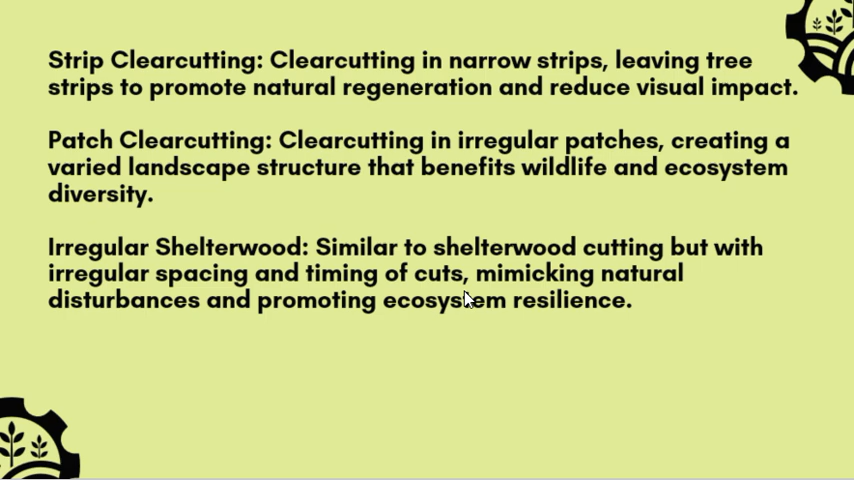 Strip Clearcutting: Clearcutting in narrow strips, leaving tree
strips to promote natural regeneration and reduce visual impact.
Patch Clearcutting: Clearcutting in irregular patches, creating a
varied landscape structure that benefits wildlife and ecosystem
diversity.
Irregular Shelterwood: Similar to shelterwood cutting but with
irregular spacing and timing of cuts, mimicking natural
disturbances and promoting ecosystem resilience.